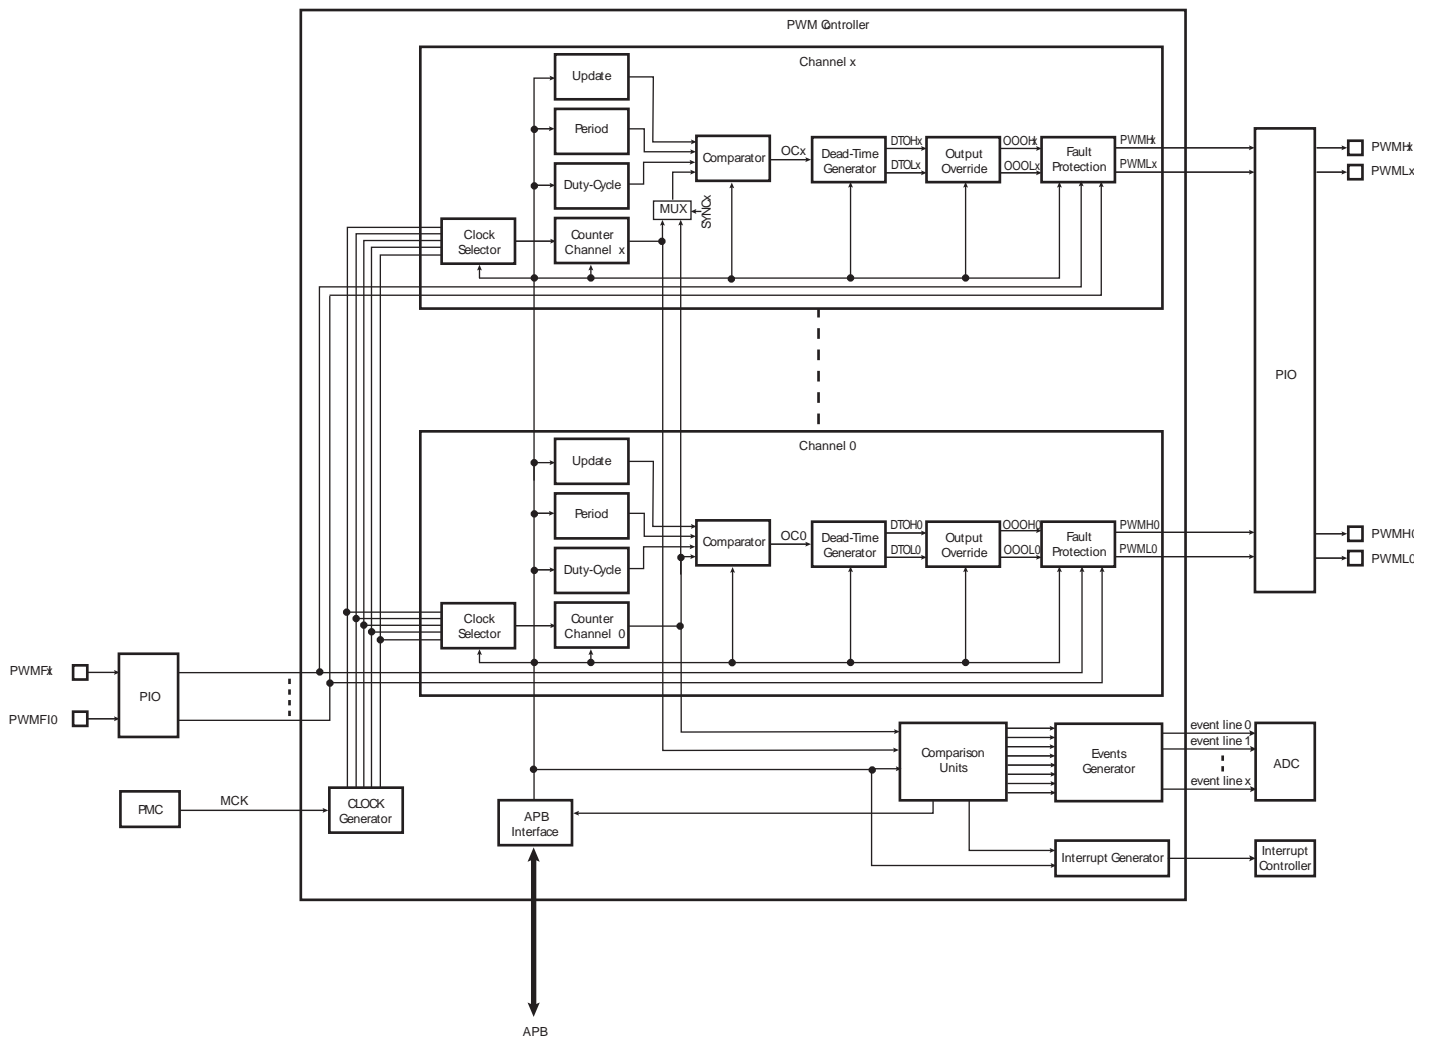 PWM Controller
Channel x
Update
Period
Duty-Cycle
Comparator
OCx
Dead-Time
Generator
DTOHx
DTOLx
Output
Override
OOOHx
OOOLx
Fault
Protection
PWMHx
PWMLx
PWMHx
PWMLx
MUX
SYNCx
Clock
Selector
Counter
Channel x
PIO
Channel 0
Update
Period
Duty-Cycle
Comparator
OC0
Dead-Time
Generator
DTOH0
DTOL0
Output
Override
OOOH0
OOOL0
Fault
Protection
PWMH0
PWML0
PWMH0
PWML0
Clock
Selector
Counter
Channel 0
PWMFIx
PWMFI0
PIO
PMC
MCK
CLOCK
Generator
APB
Interface
Comparison
Units
Events
Generator
event line 0
event line 1
event line x
ADC
Interrupt Generator
Interrupt
Controller
APB